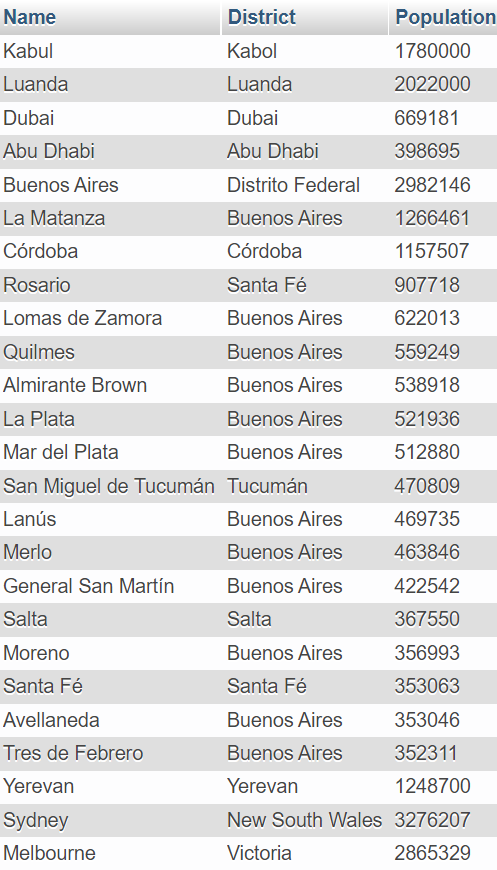 Name District Population
Kabul Kabol 1780000
Luanda Luanda 2022000
Dubai Dubai 669181
Abu Dhabi Abu Dhabi 398695
Buenos Aires Distrito Federal 2982146
La Matanza Buenos Aires 1266461
Córdoba Córdoba 1157507
Rosario Santa Fé 907718
Lomas de Zamora Buenos Aires 622013
Quilmes Buenos Aires 559249
Almirante Brown Buenos Aires 538918
La Plata Buenos Aires 521936
Mar del Plata Buenos Aires 512880
San Miguel de Tucumán Tucumán 470809
Lanús Buenos Aires 469735
Merlo Buenos Aires 463846
General San Martín Buenos Aires 422542
Salta Salta 367550
Moreno Buenos Aires 356993
Santa Fé Santa Fé 353063
Avellaneda Buenos Aires 353046
Tres de Febrero Buenos Aires 352311
Yerevan Yerevan 1248700
Sydney New South Wales 3276207
Melbourne Victoria 2865329